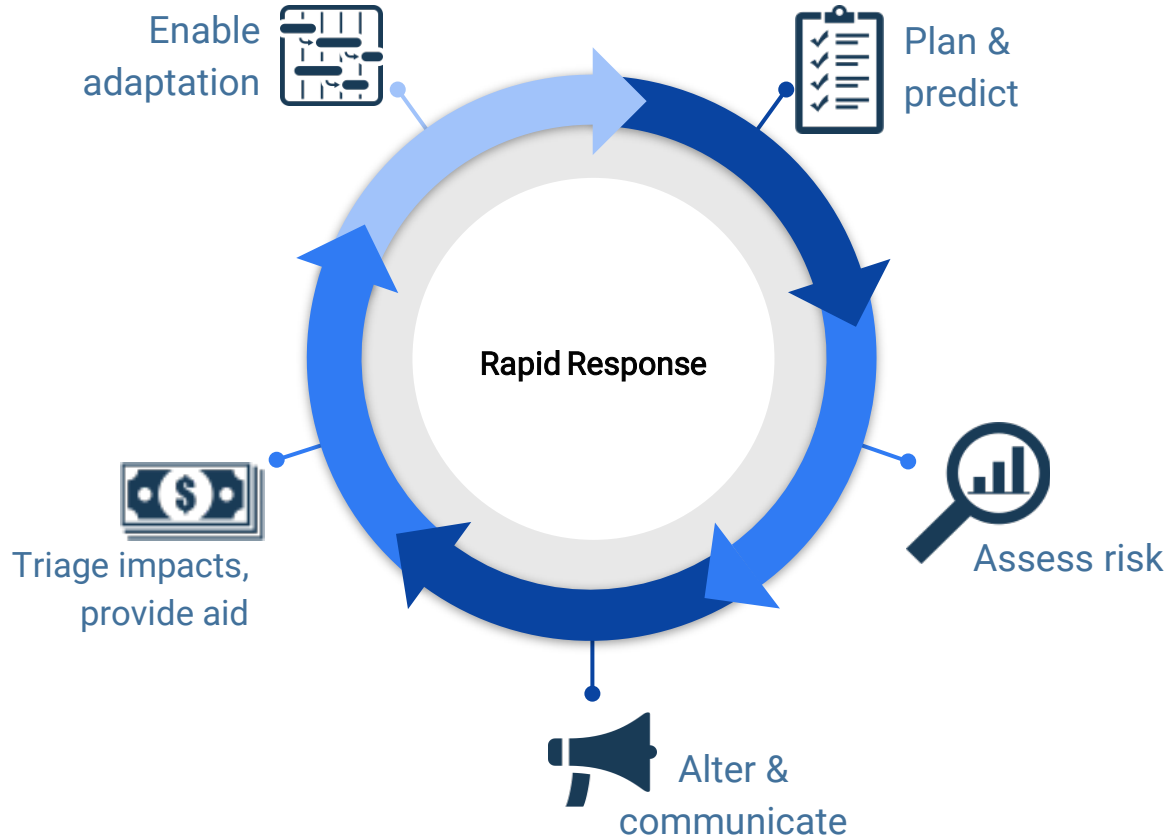 Enable
adaptation
Plan &
predict
Rapid Response
$
Assess risk
Triage impacts,
provide aid
Alter &
communicate